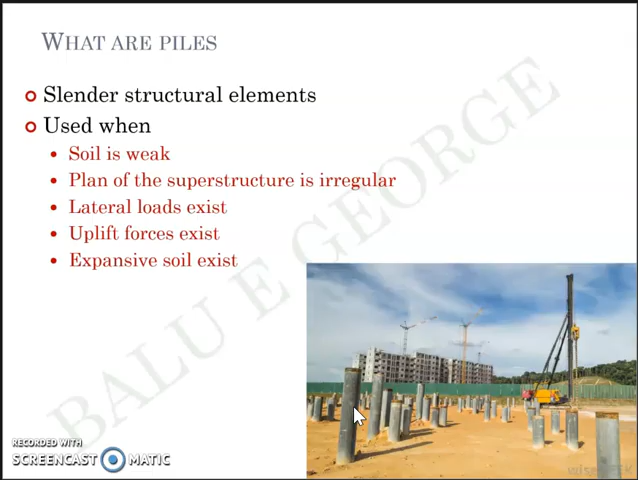 WHAT ARE PILES
Slender structural elements
Used when
Soil is weak
Plan of the superstructure is irregular
Lateral loads exist
Uplift forces exist
Expansive soil exist
BALU E GEORGE
RECORDED WITH
SCREENCAST MATIC